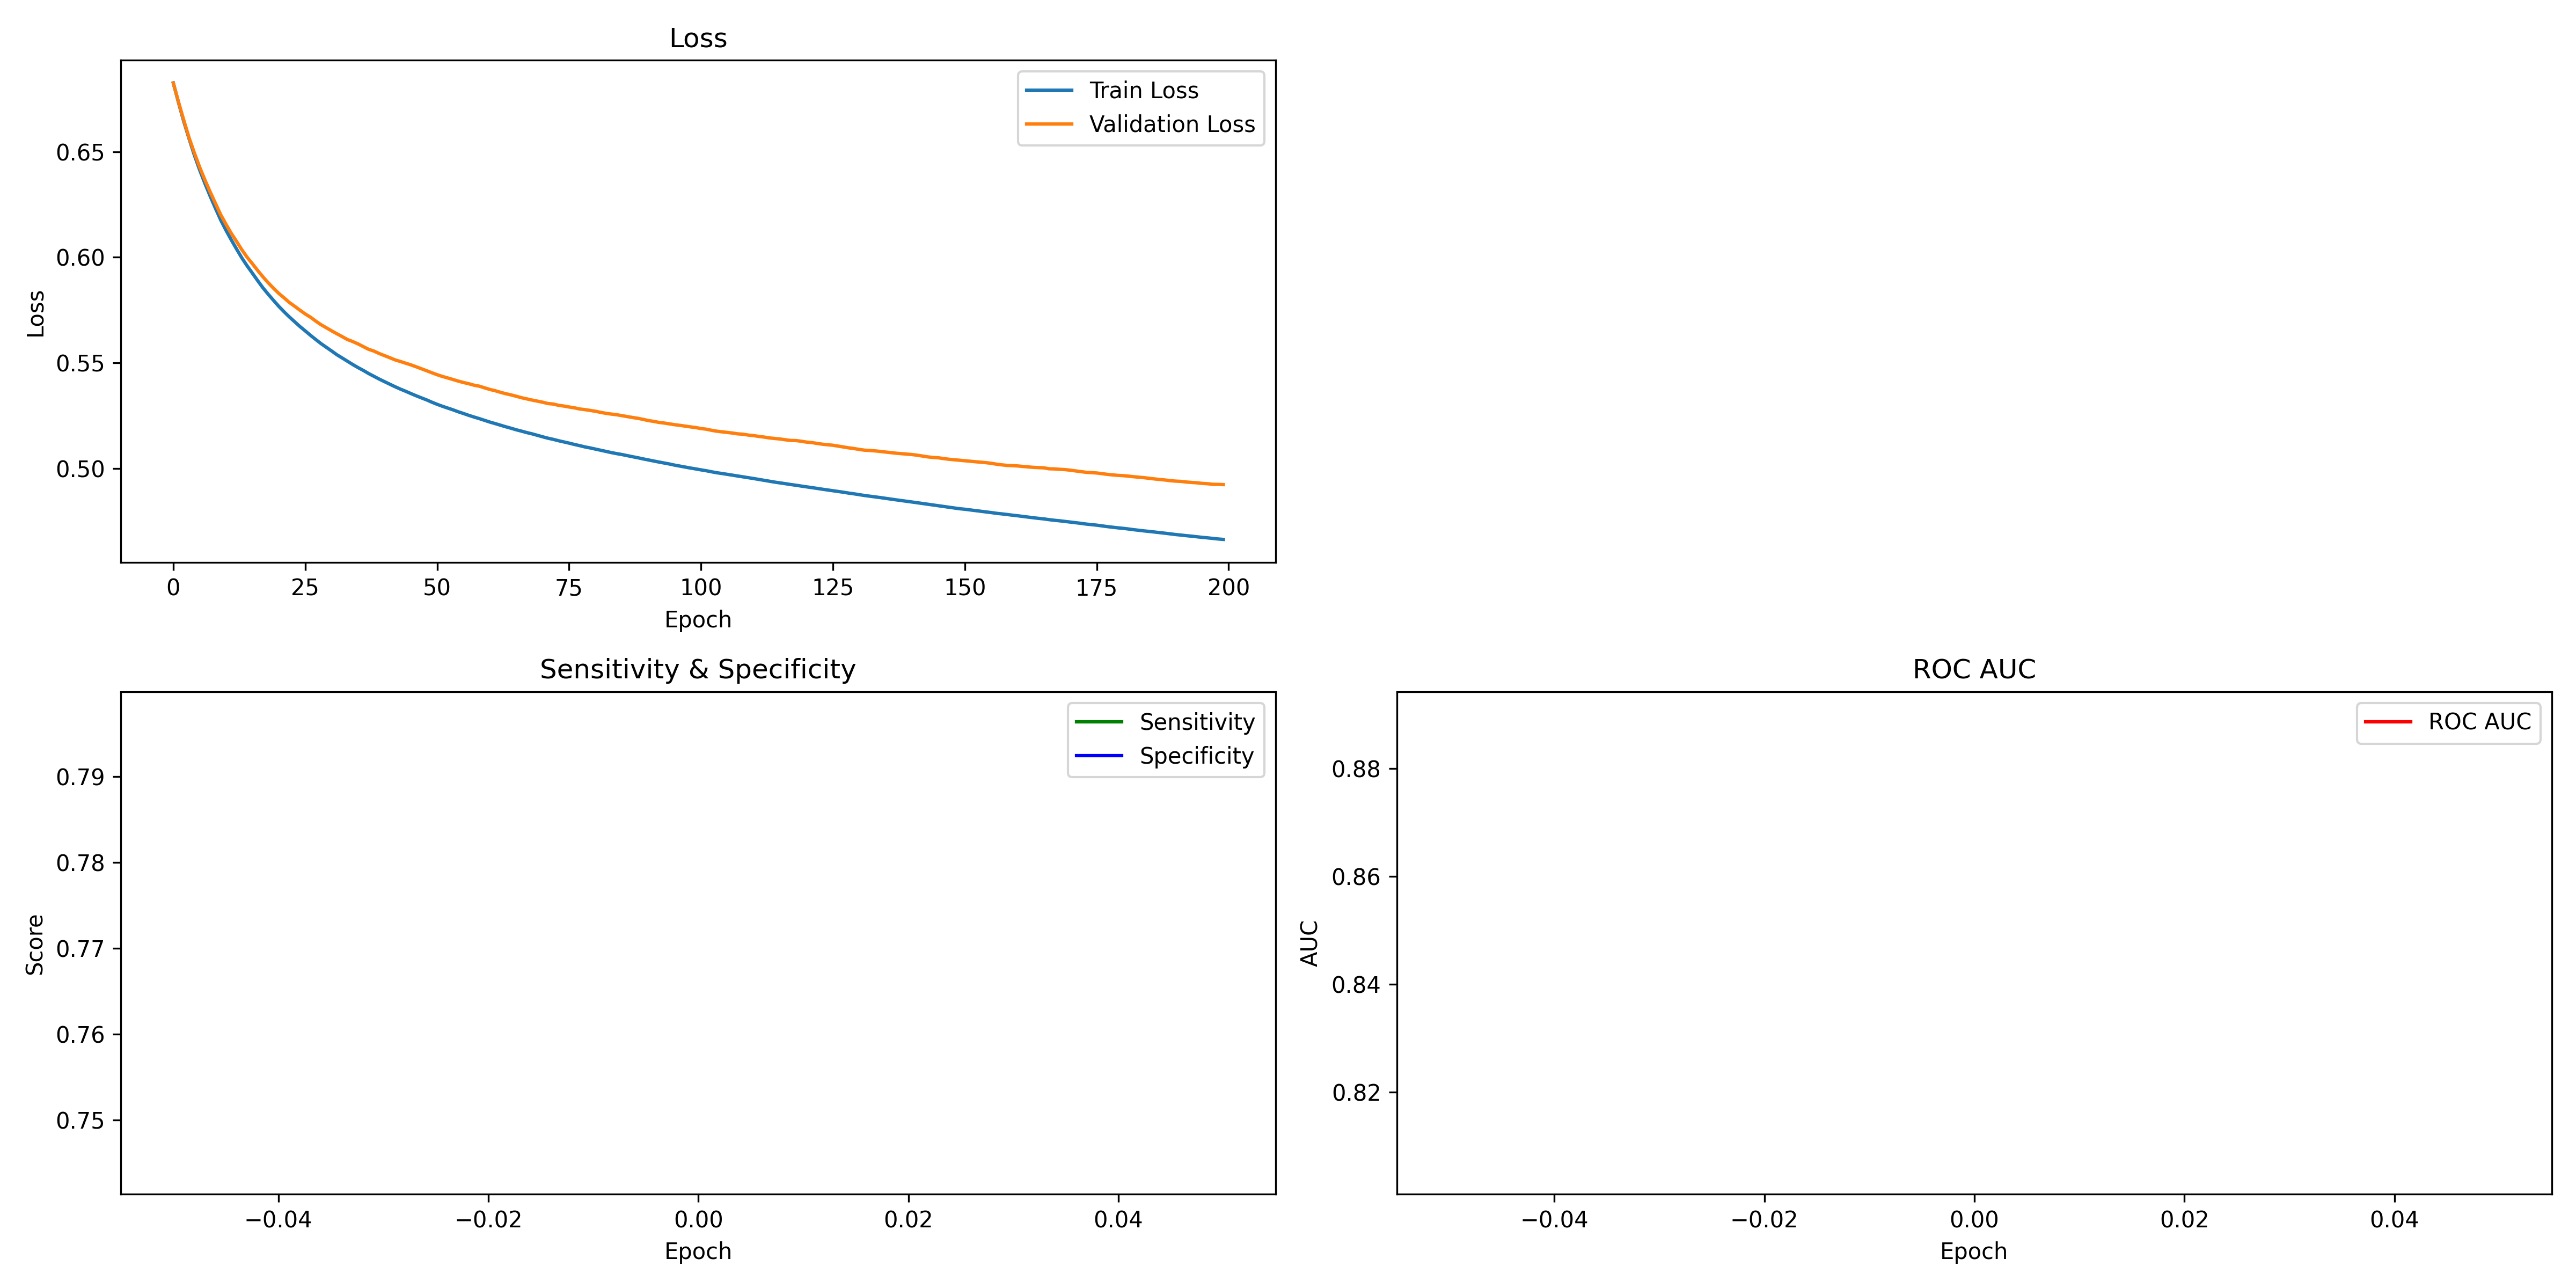 Loss
Train Loss
Validation Loss
0.65
0.60
0.55
0.50
Loss
0 25 50 75 100 125 150 175 200
Epoch
Sensitivity & Specificity
Sensitivity
Specificity
0.79
0.78
0.77
0.76
0.75
Score
−0.04 −0.02 0.00 0.02 0.04
Epoch
ROC AUC
ROC AUC
0.88
0.86
0.84
0.82
AUC
−0.04 −0.02 0.00 0.02 0.04
Epoch